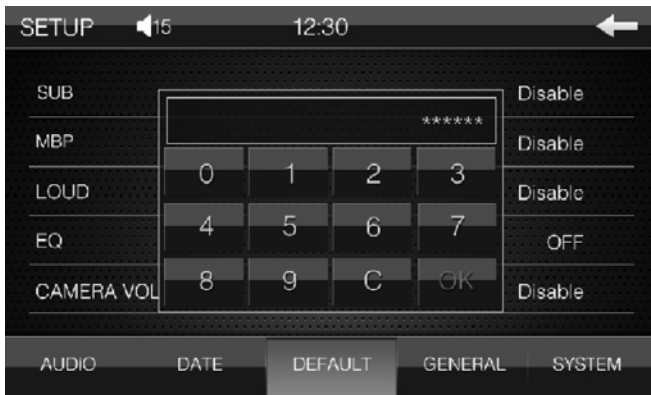 SETUP 15 12:30
SUB Disable
******
MBP Disable
0 1 2 3
LOUD Disable
4 5 6 7
EQ OFF
8 9 C OK
CAMERA VOL Disable
AUDIO DATE DEFAULT GENERAL SYSTEM